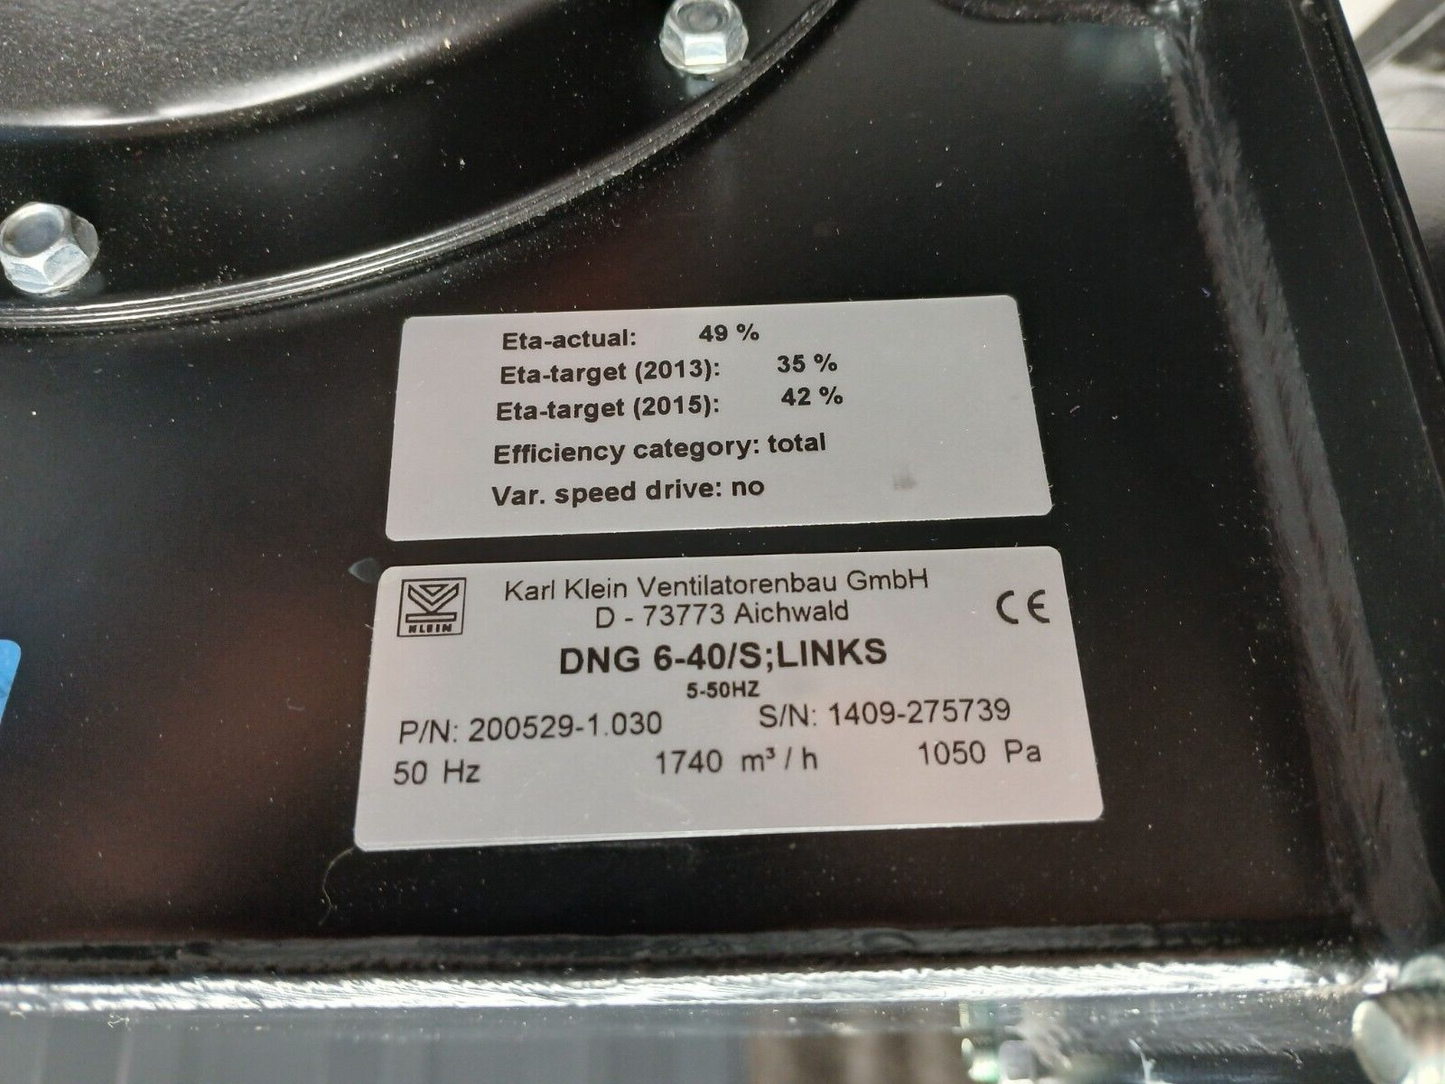 Eta-actual: 49 %
Eta-target (2013): 35 %
Eta-target (2015): 42 %
Efficiency category: total
Var. speed drive: no
KLEIN
Karl Klein Ventilatorenbau GmbH
D - 73773 Aichwald
CE
DNG 6-40/S;LINKS
5-50HZ
P/N: 200529-1.030 S/N: 1409-275739
50 Hz 1740 m³ / h 1050 Pa